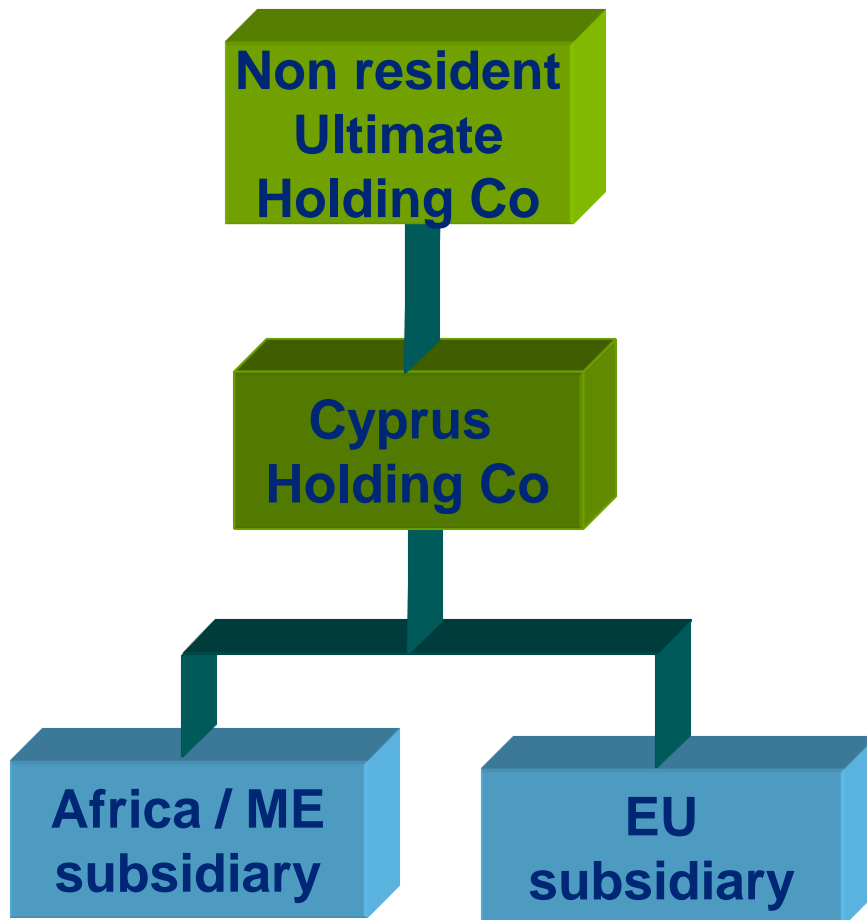 Non resident
Ultimate
Holding Co
Cyprus
Holding Co
Africa / ME
subsidiary
EU
subsidiary